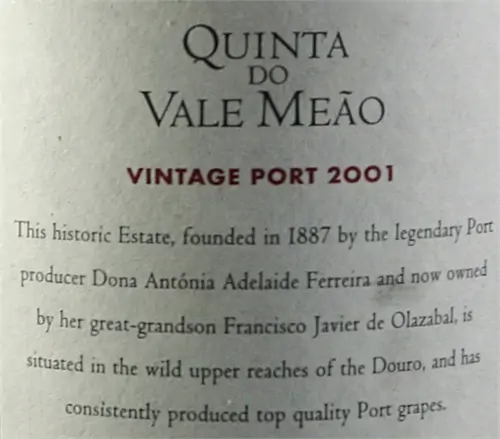 QUINTA
DO
VALE MEÃO
VINTAGE PORT 2001
This historic Estate, founded in 1887 by the legendary Port
producer Dona Antónia Adelaide Ferreira and now owned
by her great-grandson Francisco Javier de Olazabal, is
situated in the wild upper reaches of the Douro, and has
consistently produced top quality Port grapes.